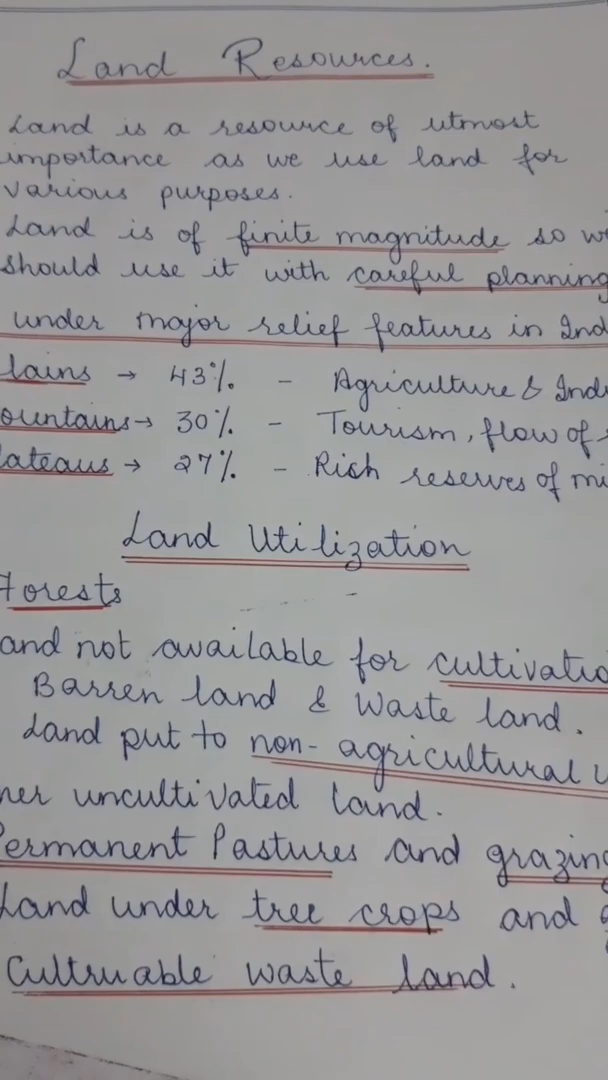 Land Resources.
Land is a resource of utmost
importance as we use land for
various purposes.
Land is of finite magnitude so we
should use it with careful planning
under major relief features in Ind
lains → 43% - Agriculture & Ind
ountains → 30% - Tourism, flow of
lateaus → 27% - Rich reserves of mi
Land Utilization
Forests
and not available for cultivatio
Barren land & Waste land.
Land put to non-agricultural u
her uncultivated land.
Permanent Pastures and grazing
Land under tree crops and g
Cultruable waste land.